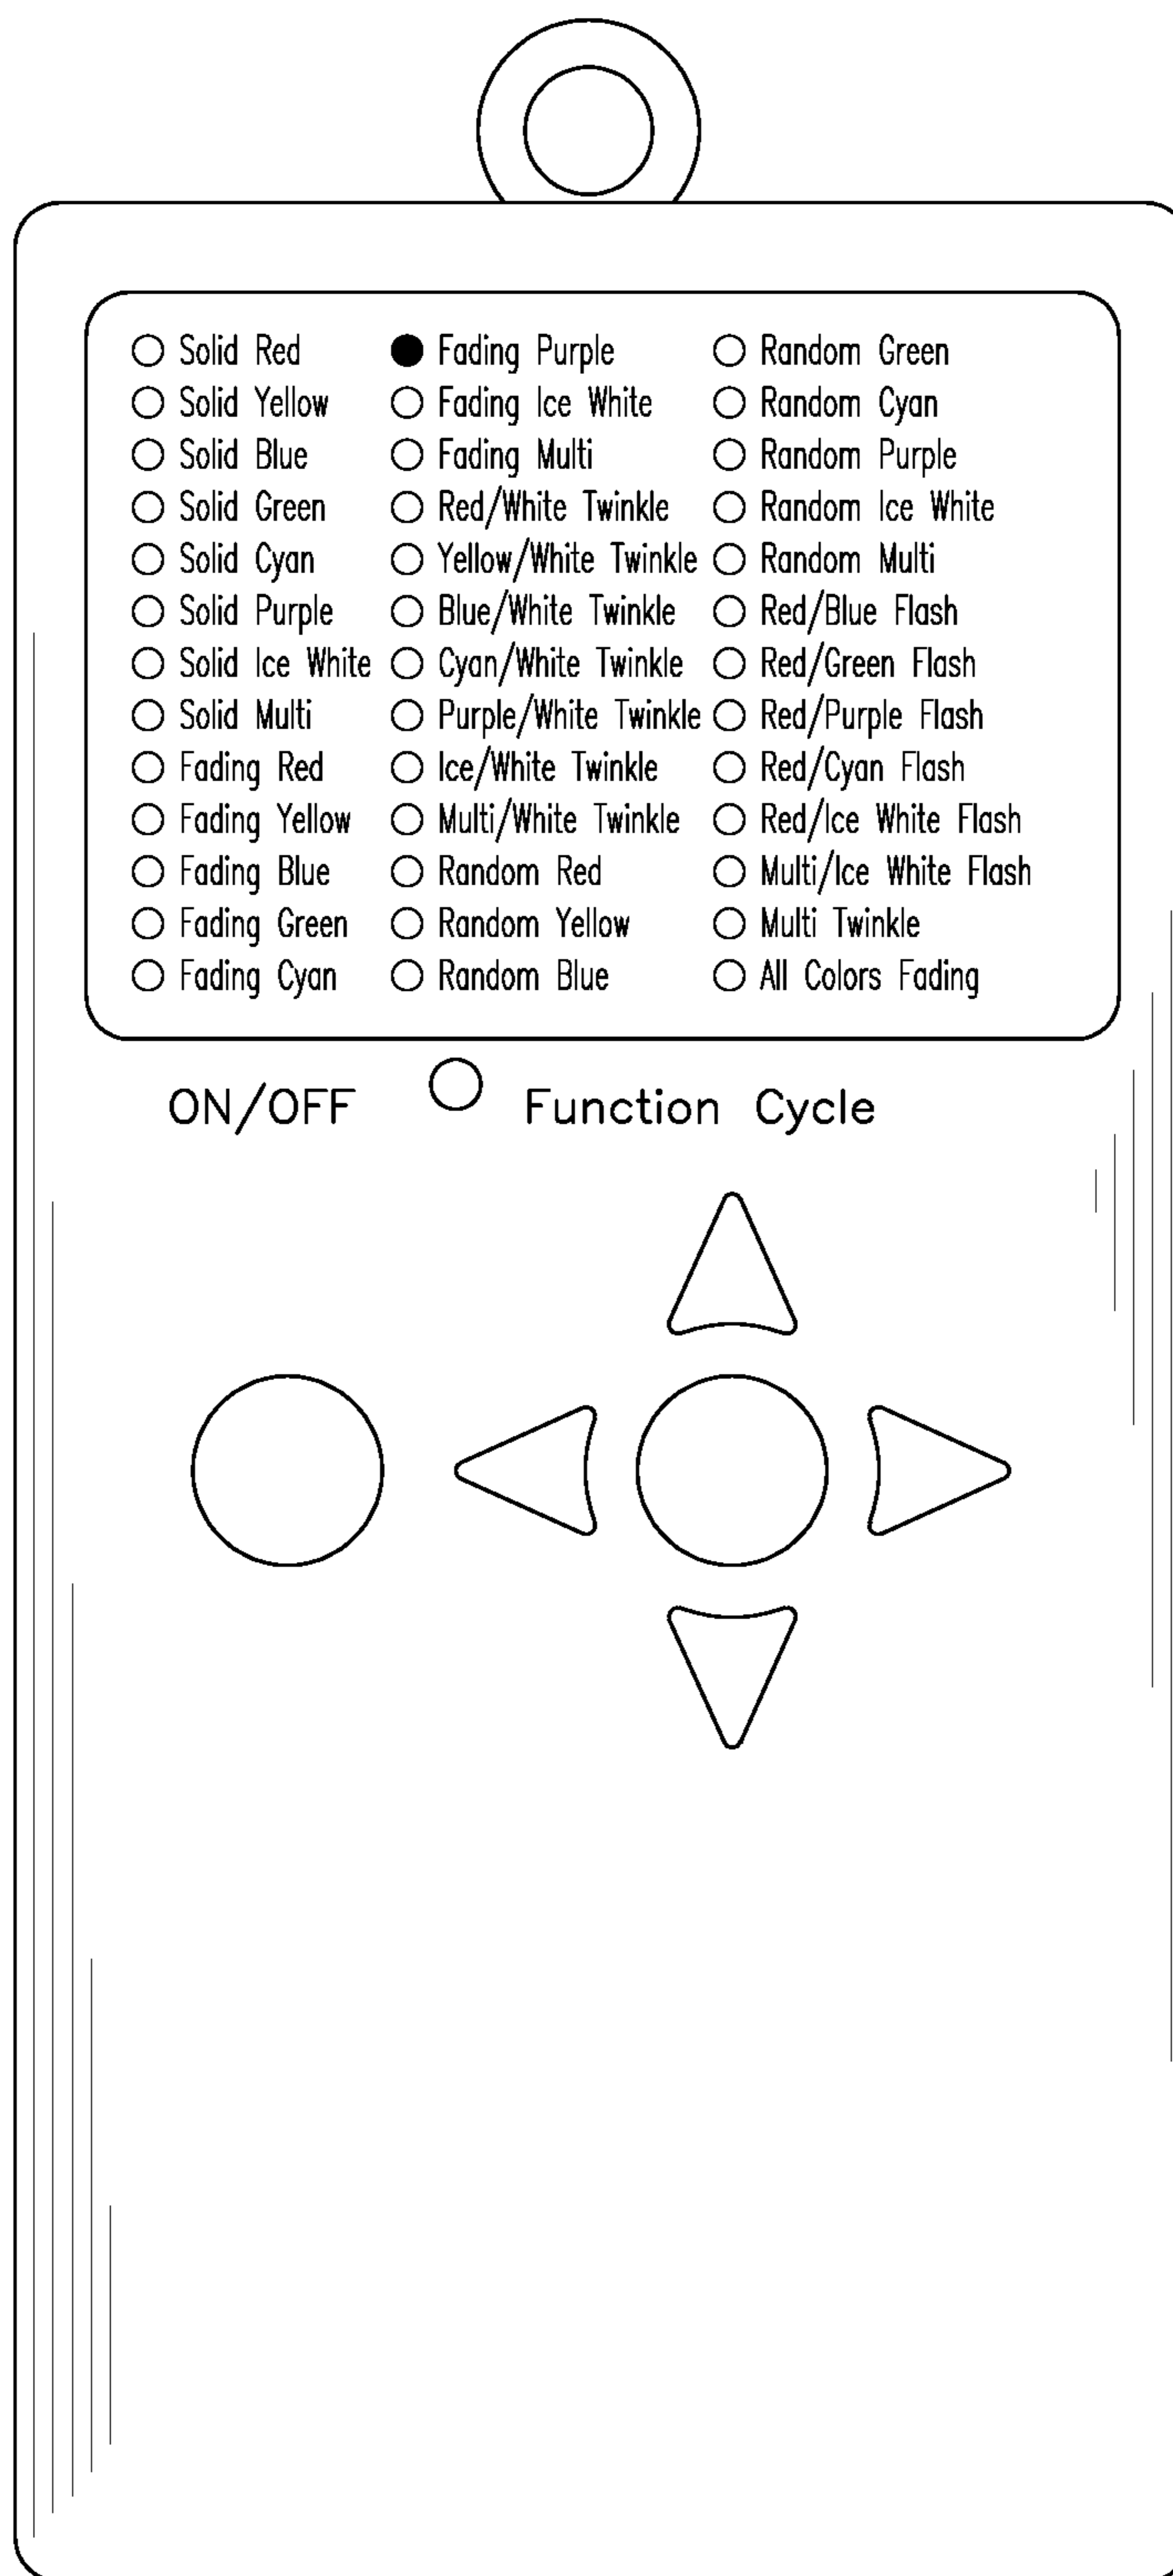 Solid Red
Solid Yellow
Solid Blue
Solid Green
Solid Cyan
Solid Purple
Solid Ice White
Solid Multi
Fading Red
Fading Yellow
Fading Blue
Fading Green
Fading Cyan
Fading Purple
Fading Ice White
Fading Multi
Red/White Twinkle
Yellow/White Twinkle
Blue/White Twinkle
Cyan/White Twinkle
Purple/White Twinkle
Ice/White Twinkle
Multi/White Twinkle
Random Red
Random Yellow
Random Blue
Random Green
Random Cyan
Random Purple
Random Ice White
Random Multi
Red/Blue Flash
Red/Green Flash
Red/Purple Flash
Red/Cyan Flash
Red/Ice White Flash
Multi/Ice White Flash
Multi Twinkle
All Colors Fading
ON/OFF
Function Cycle